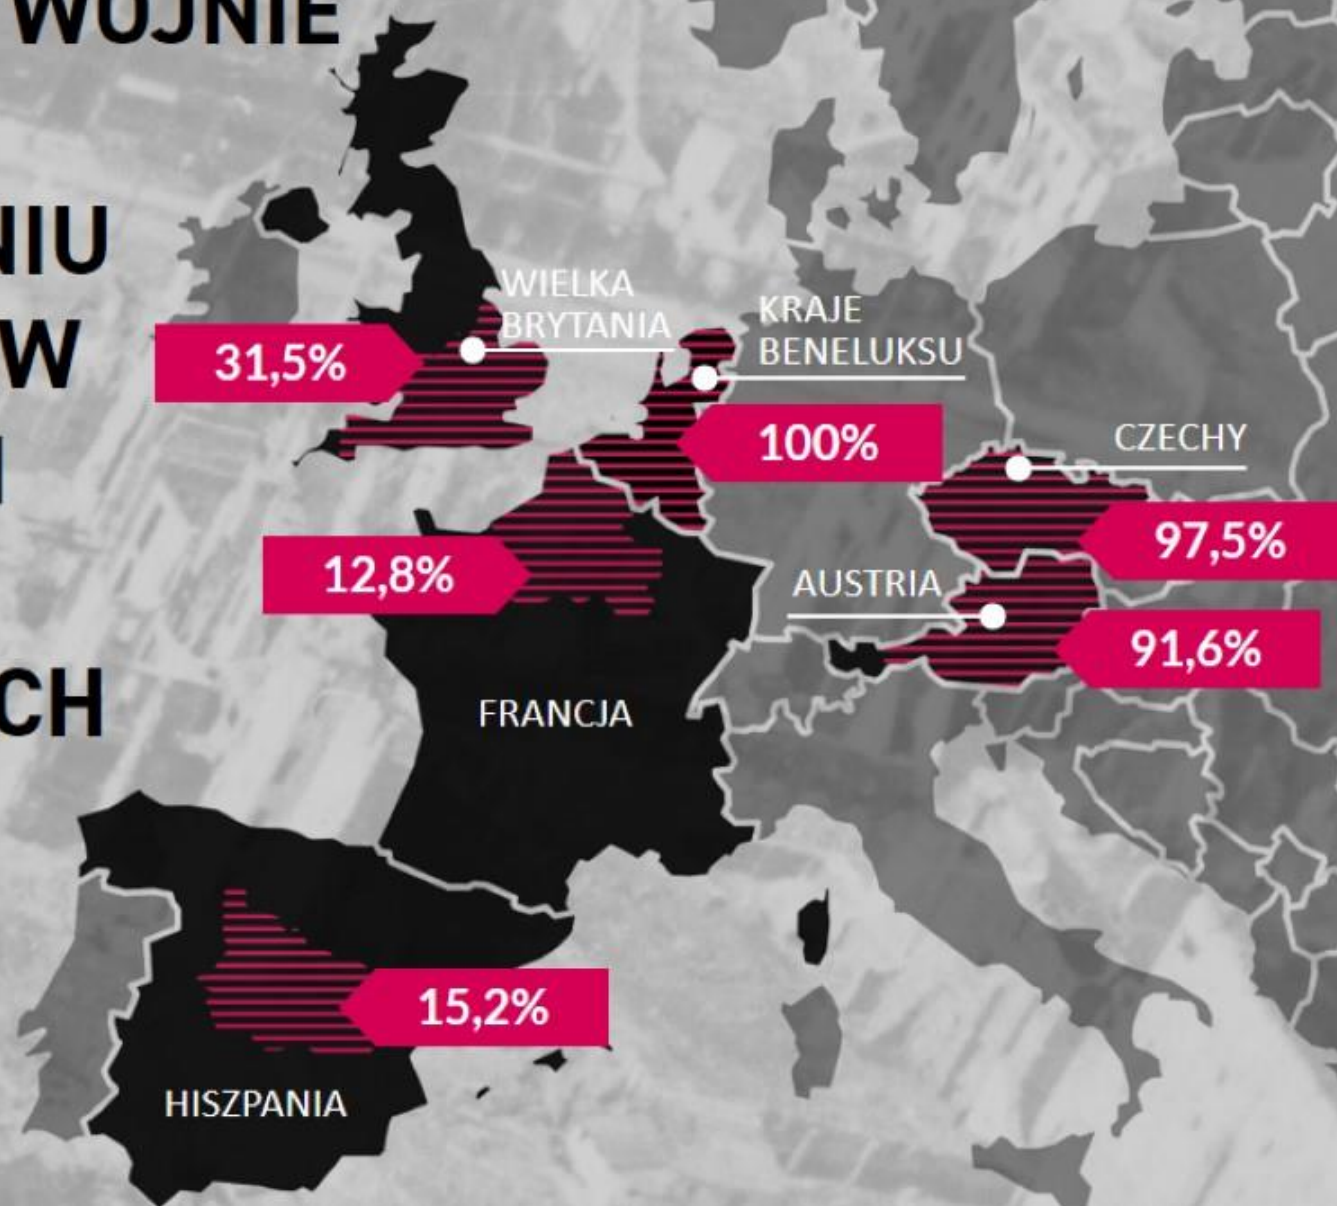 WOJNIE
NIU
W
CH
WIELKA
BRYTANIA
31,5%
KRAJE
BENELUKSU
100%
CZECHY
97,5%
12,8%
AUSTRIA
91,6%
FRANCJA
15,2%
HISZPANIA